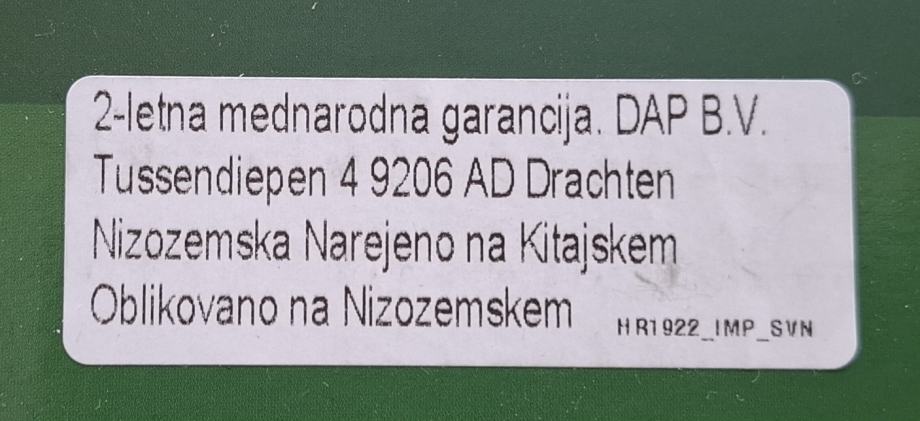 2-letna mednarodna garancija. DAP B.V.
Tussendiepen 4 9206 AD Drachten
Nizozemska Narejeno na Kitajskem
Oblikovano na Nizozemskem
HR1922_IMP_SVN